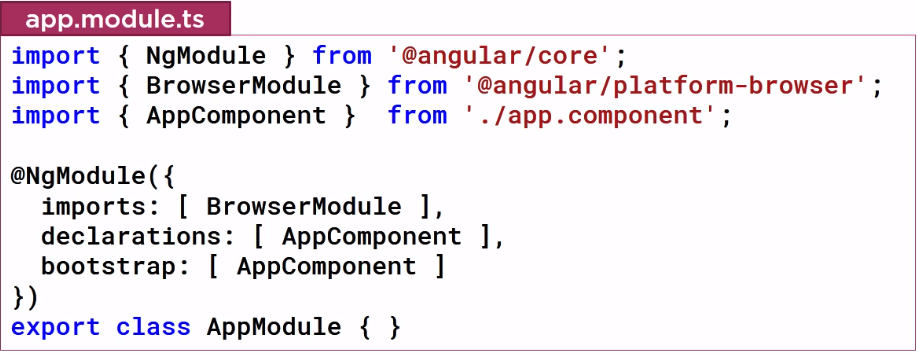 app.module.ts
import { NgModule } from '@angular/core';
import { BrowserModule } from '@angular/platform-browser';
import { AppComponent }  from './app.component';
@NgModule({
  imports: [ BrowserModule ],
  declarations: [ AppComponent ],
  bootstrap: [ AppComponent ]
})
export class AppModule { }